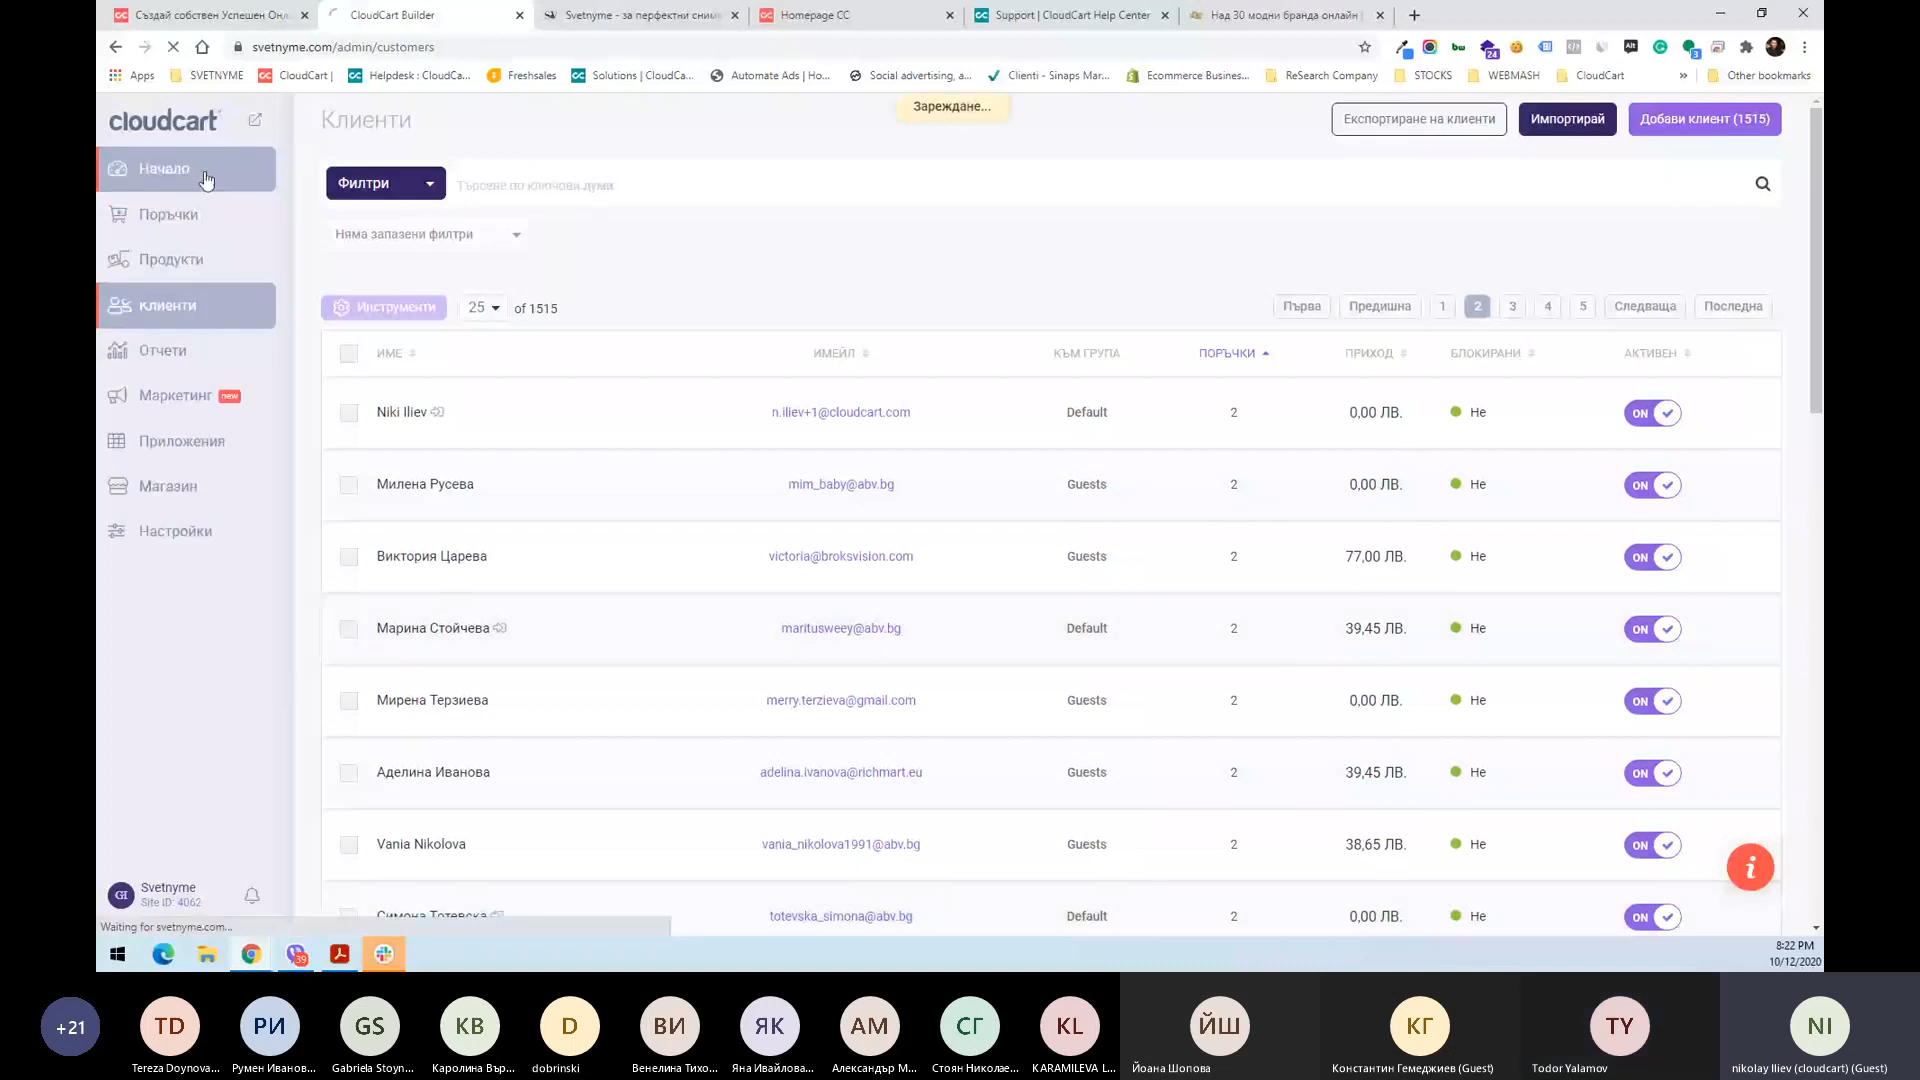 Създай собствен Успешен Онл
CloudCart Builder
Svetnyme - за перфектни сним
Homepage CC
Support | CloudCart Help Center
Над 30 модни бранда онлайн |
svetnyme.com/admin/customers
Apps
SVETNYME
CloudCart |
Helpdesk : CloudCa...
Freshsales
Solutions | CloudCa...
Automate Ads | Ho...
Social advertising, a...
Clienti - Sinaps Mar...
Ecommerce Busines...
ReSearch Company
STOCKS
WEBMASH
CloudCart
»
Other bookmarks
cloudcart
Клиенти
Зареждане...
Експортиране на клиенти
Импортирай
Добави клиент (1515)
Начало
Поръчки
Продукти
Клиенти
Отчети
Маркетинг new
Приложения
Магазин
Настройки
Филтри
Търсене по ключови думи
Няма запазени филтри
Инструменти
25
of 1515
Първа
Предишна
1
2
3
4
5
Следваща
Последна
ИМЕ
ИМЕЙЛ
КЪМ ГРУПА
ПОРЪЧКИ
ПРИХОД
БЛОКИРАНИ
АКТИВЕН
Niki Iliev n.iliev+1@cloudcart.com Default 2 0,00 ЛВ. Не ON
Милена Русева mim_baby@abv.bg Guests 2 0,00 ЛВ. Не ON
Виктория Царева victoria@broksvision.com Guests 2 77,00 ЛВ. Не ON
Марина Стойчева maritusweey@abv.bg Default 2 39,45 ЛВ. Не ON
Мирена Терзиева merry.terzieva@gmail.com Guests 2 0,00 ЛВ. Не ON
Аделина Иванова adelina.ivanova@richmart.eu Guests 2 39,45 ЛВ. Не ON
Vania Nikolova vania_nikolova1991@abv.bg Guests 2 38,65 ЛВ. Не ON
Симона Тотевска totevska_simona@abv.bg Default 2 0,00 ЛВ. Не ON
i
GI
Svetnyme
Site ID: 4062
Waiting for svetnyme.com...
39
8:22 PM
10/12/2020
+21
TD
РИ
GS
КВ
D
ВИ
ЯК
АМ
СГ
KL
ЙШ
КГ
TY
NI
Tereza Doynova...
Румен Иванов...
Gabriela Stoyn...
Каролина Вър...
dobrinski
Венелина Тихо...
Яна Ивайлова...
Александър М...
Стоян Николае...
KARAMILEVA L...
Йоана Шопова
Константин Гемеджиев (Guest)
Todor Yalamov
nikolay Iliev (cloudcart) (Guest)